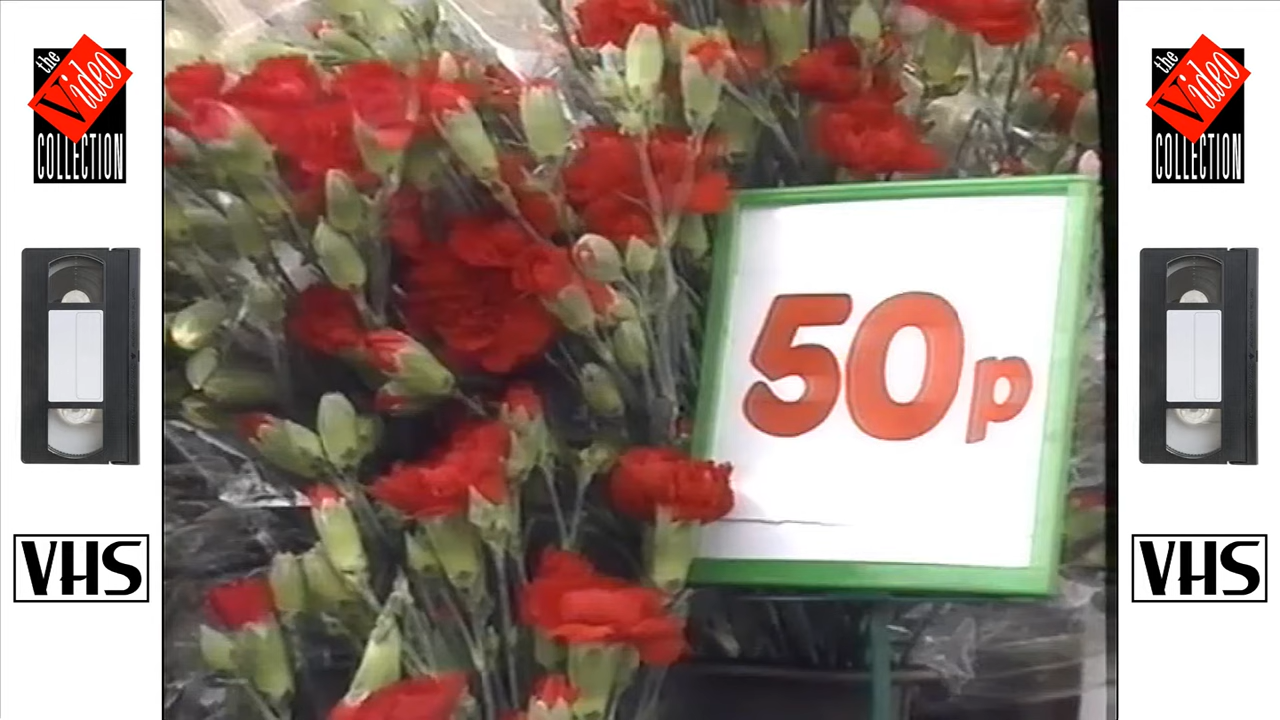 the
Video
COLLECTION
VHS
50p
the
Video
COLLECTION
VHS